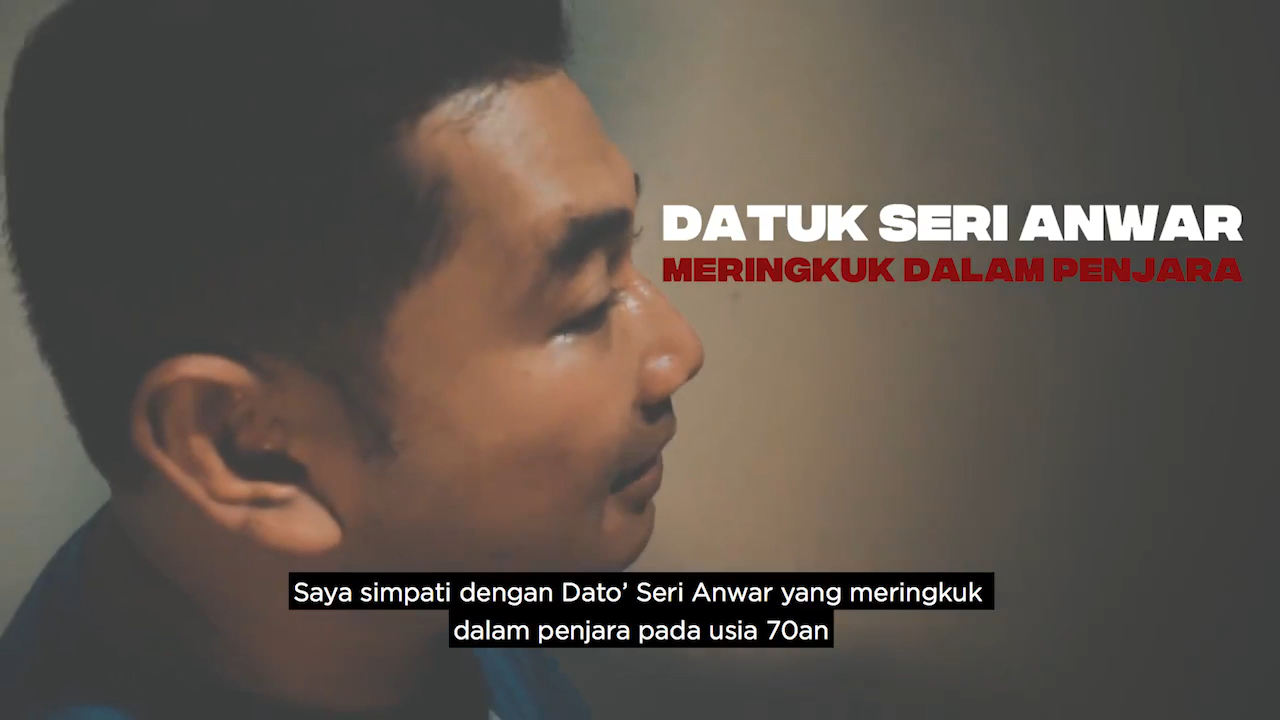 DATUK SERI ANWAR
MERINGKUK DALAM PENJARA
Saya simpati dengan Dato’ Seri Anwar yang meringkuk
dalam penjara pada usia 70an